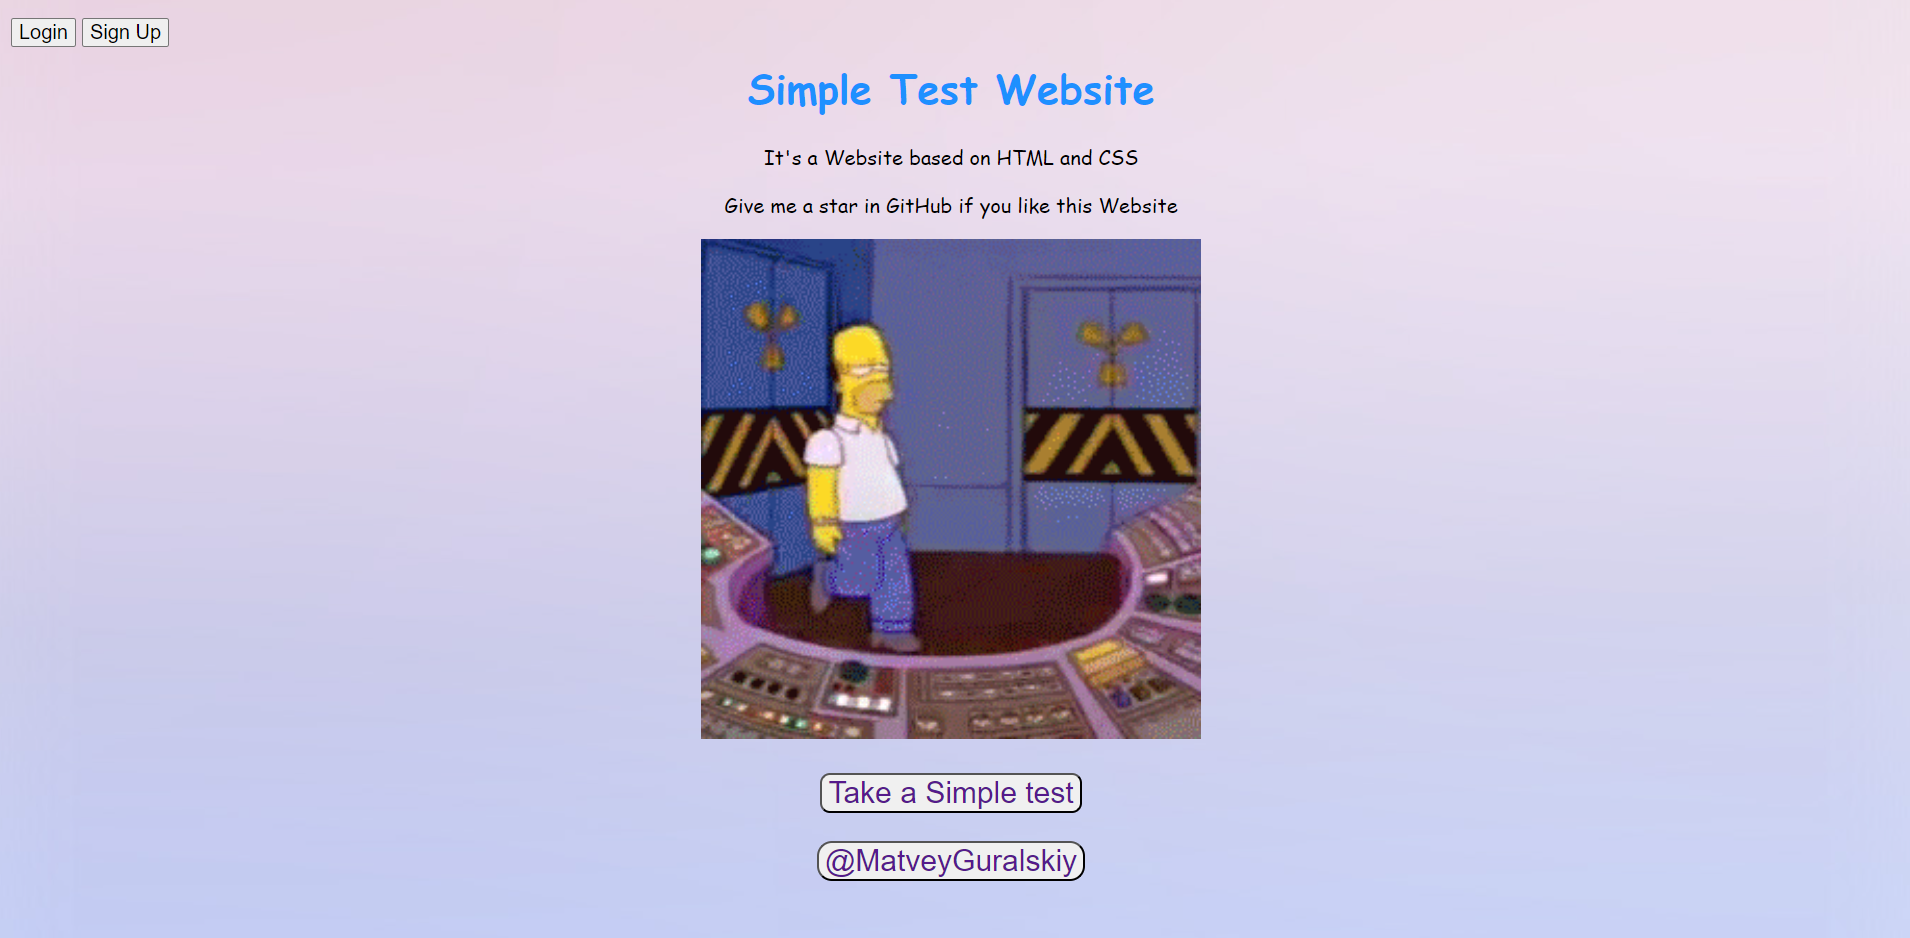 Login Sign Up
Simple Test Website
It's a Website based on HTML and CSS
Give me a star in GitHub if you like this Website
Take a Simple test
@MatveyGuralskiy